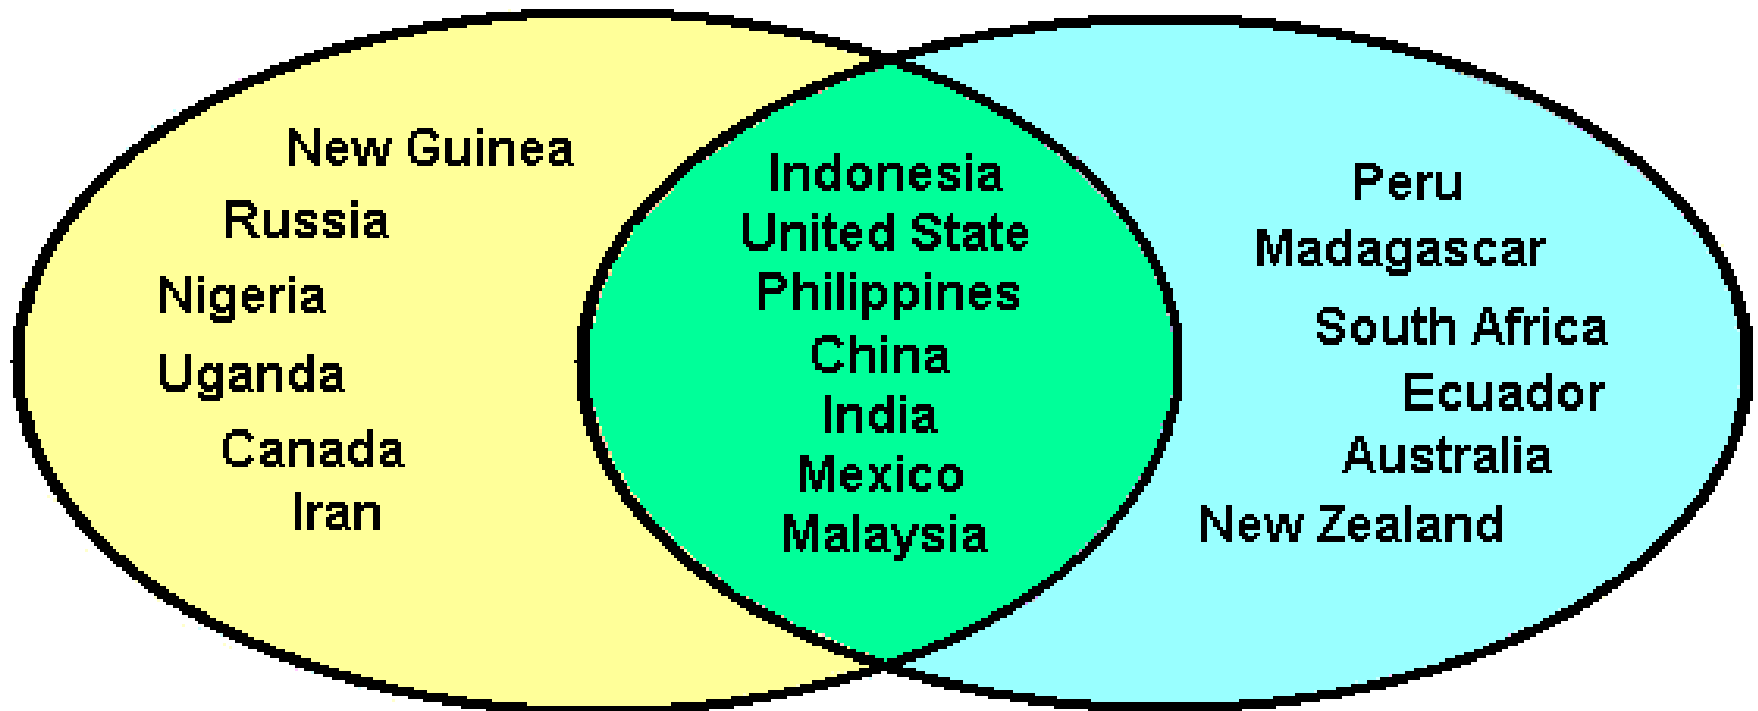 New Guinea
Russia
Nigeria
Uganda
Canada
Iran
Indonesia
United State
Philippines
China
India
Mexico
Malaysia
Peru
Madagascar
South Africa
Ecuador
Australia
New Zealand